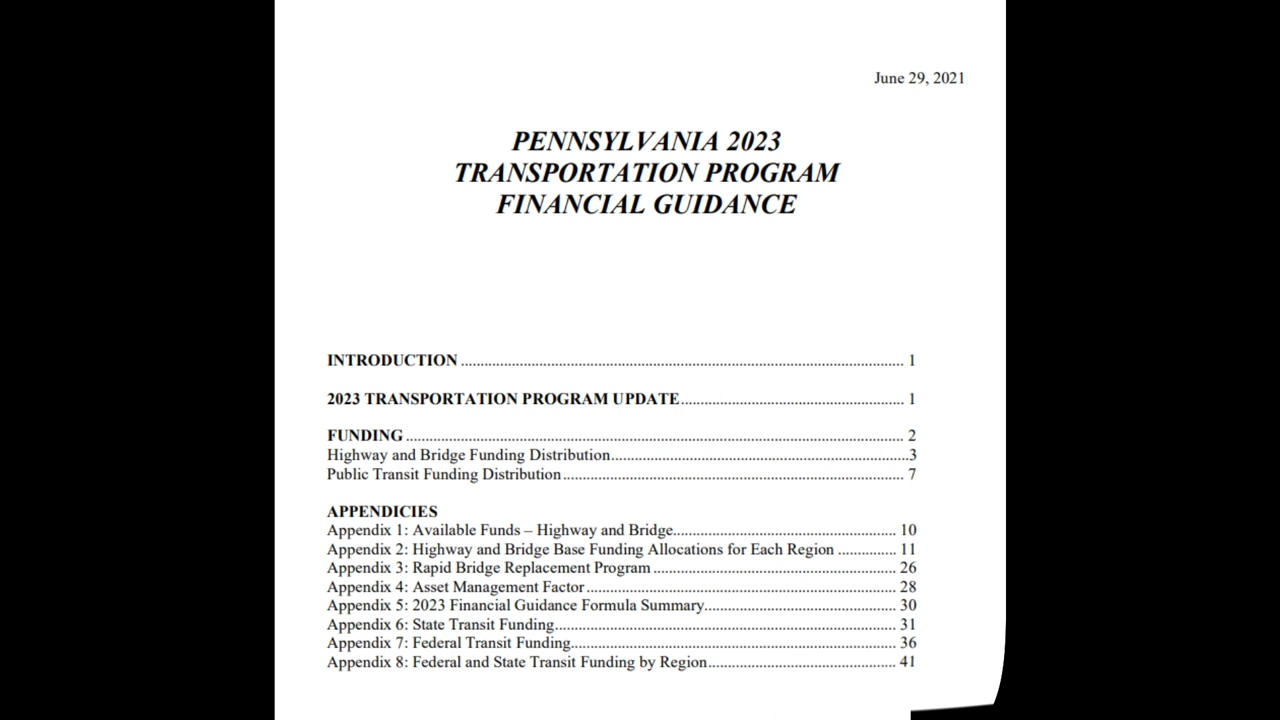 June 29, 2021
PENNSYLVANIA 2023
TRANSPORTATION PROGRAM
FINANCIAL GUIDANCE
INTRODUCTION ........................................................................................................ 1
2023 TRANSPORTATION PROGRAM UPDATE..................................................... 1
FUNDING ..................................................................................................................... 2
Highway and Bridge Funding Distribution......................................................................3
Public Transit Funding Distribution ................................................................................ 7
APPENDICIES
Appendix 1: Available Funds – Highway and Bridge..................................................... 10
Appendix 2: Highway and Bridge Base Funding Allocations for Each Region .............. 11
Appendix 3: Rapid Bridge Replacement Program .......................................................... 26
Appendix 4: Asset Management Factor .......................................................................... 28
Appendix 5: 2023 Financial Guidance Formula Summary.............................................. 30
Appendix 6: State Transit Funding.................................................................................. 31
Appendix 7: Federal Transit Funding.............................................................................. 36
Appendix 8: Federal and State Transit Funding by Region............................................. 41